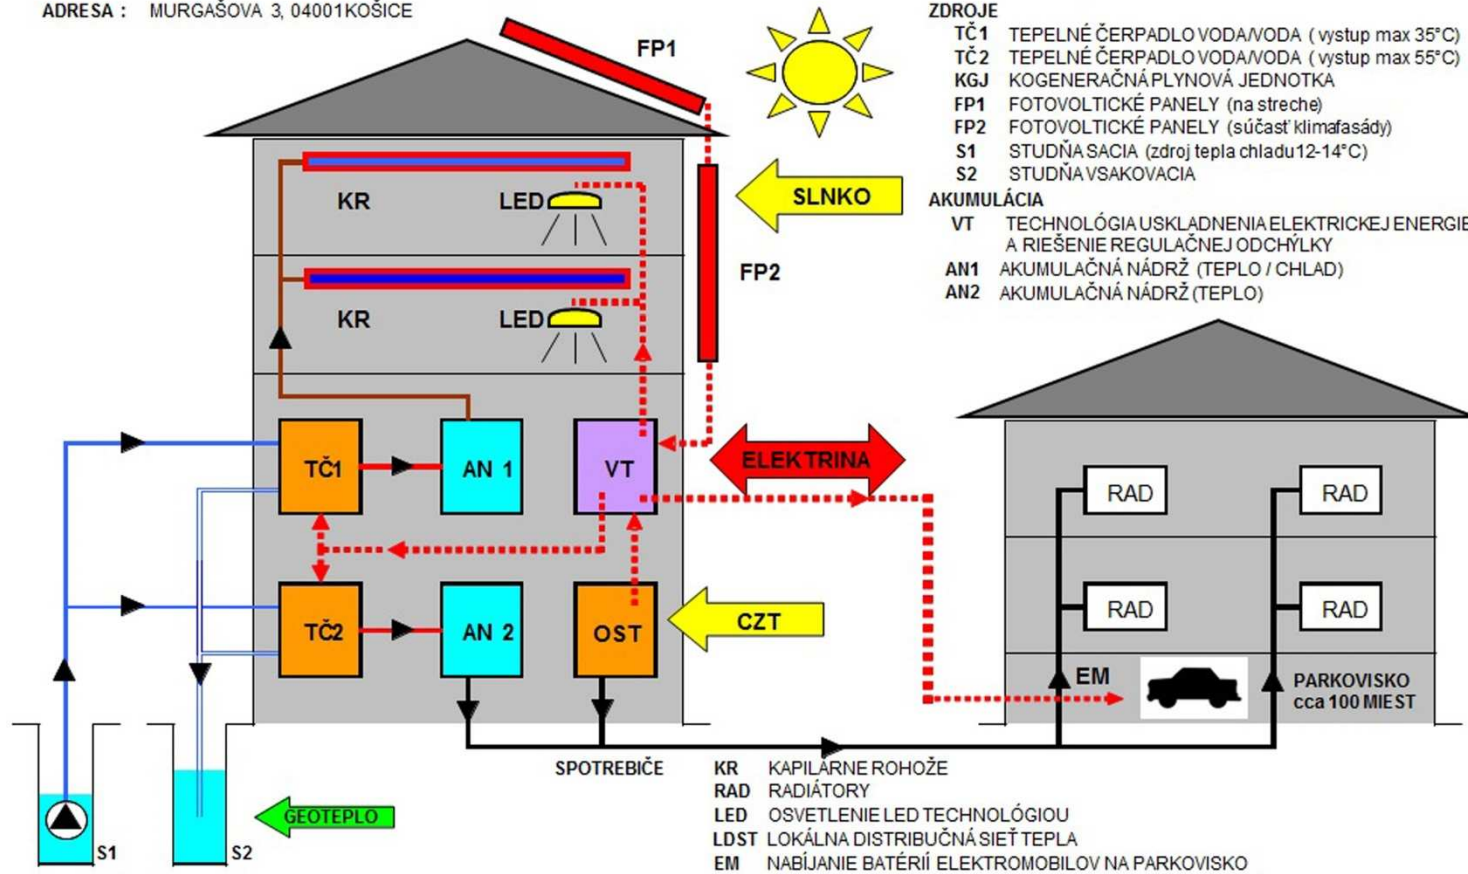 ADRESA : MURGAŠOVA 3, 04001 KOŠICE
ZDROJE
TČ1 TEPELNÉ ČERPADLO VODA/VODA ( vystup max 35°C)
TČ2 TEPELNÉ ČERPADLO VODA/VODA ( vystup max 55°C)
KGJ KOGENERAČNÁ PLYNOVÁ JEDNOTKA
FP1 FOTOVOLTICKÉ PANELY (na streche)
FP2 FOTOVOLTICKÉ PANELY (súčasť klimafasády)
S1 STUDŇA SACIA (zdroj tepla chladu 12-14°C)
S2 STUDŇA VSAKOVACIA
AKUMULÁCIA
VT TECHNOLÓGIA USKLADNENIA ELEKTRICKEJ ENERGIE
A RIEŠENIE REGULAČNEJ ODCHÝLKY
AN1 AKUMULAČNÁ NÁDRŽ (TEPLO / CHLAD)
AN2 AKUMULAČNÁ NÁDRŽ (TEPLO)
FP1
SLNKO
FP2
KR LED
KR LED
TČ1 AN 1 VT
ELEKTRINA
TČ2 AN 2 OST
CZT
RAD RAD
RAD RAD
EM
PARKOVISKO
cca 100 MIEST
S1
S2
GEOTEPLO
SPOTREBIČE
KR KAPILÁRNE ROHOŽE
RAD RADIÁTORY
LED OSVETLENIE LED TECHNOLÓGIOU
LDST LOKÁLNA DISTRIBUČNÁ SIEŤ TEPLA
EM NABÍJANIE BATÉRIÍ ELEKTROMOBILOV NA PARKOVISKO